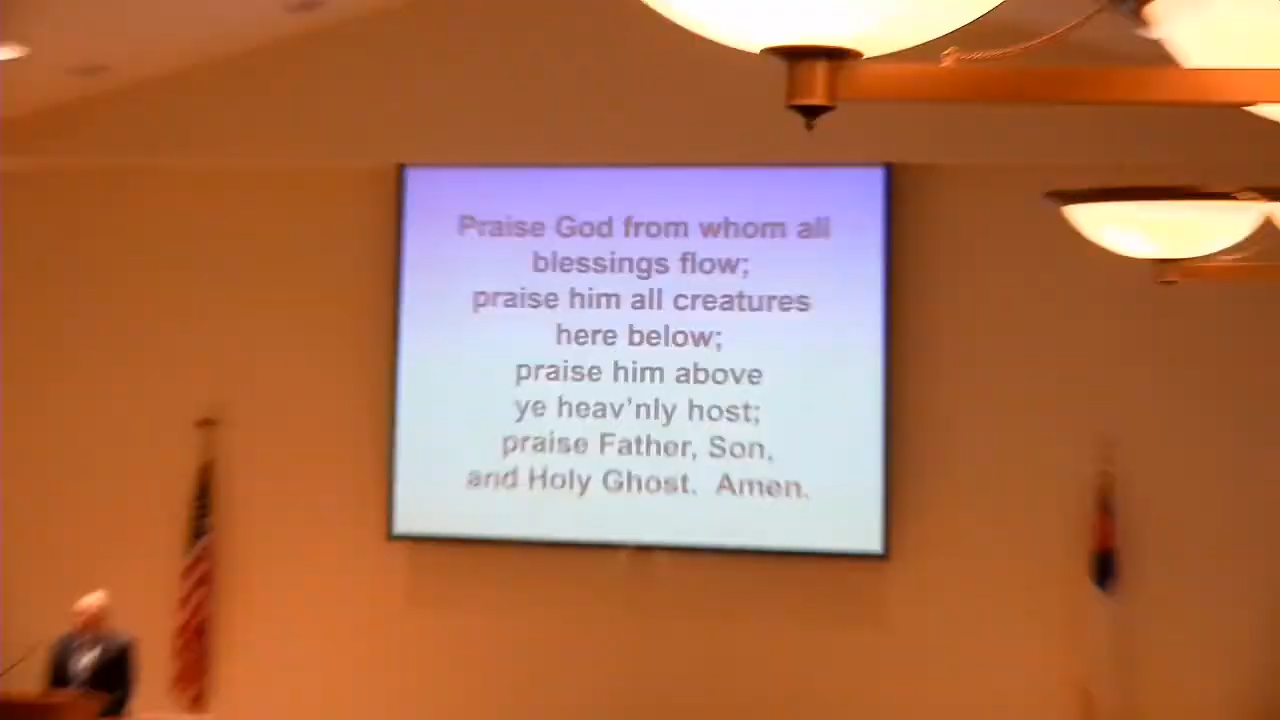 Praise God from whom all
blessings flow;
praise him all creatures
here below;
praise him above
ye heav'nly host;
praise Father, Son,
and Holy Ghost.  Amen.